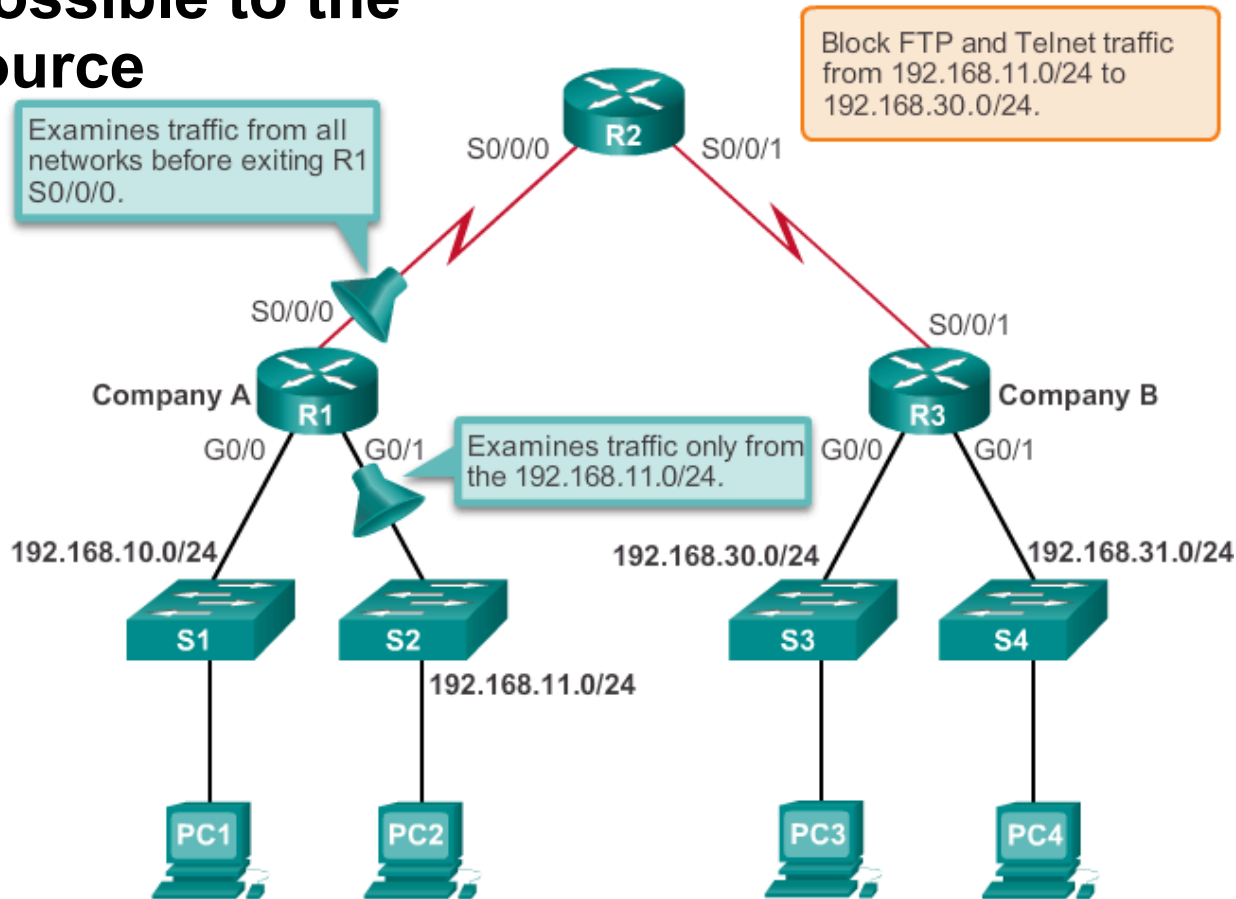 to the
Block FTP and Telnet traffic
from 192.168.11.0/24 to
192.168.30.0/24.
Examines traffic from all
networks before exiting R1
S0/0/0.
R2
S0/0/0
S0/0/1
S0/0/0
S0/0/1
Company A
R1
R3
Company B
G0/0
G0/1
Examines traffic only from
the 192.168.11.0/24.
G0/0
G0/1
192.168.10.0/24
192.168.30.0/24
192.168.31.0/24
S1
S2
S3
S4
192.168.11.0/24
PC1
PC2
PC3
PC4